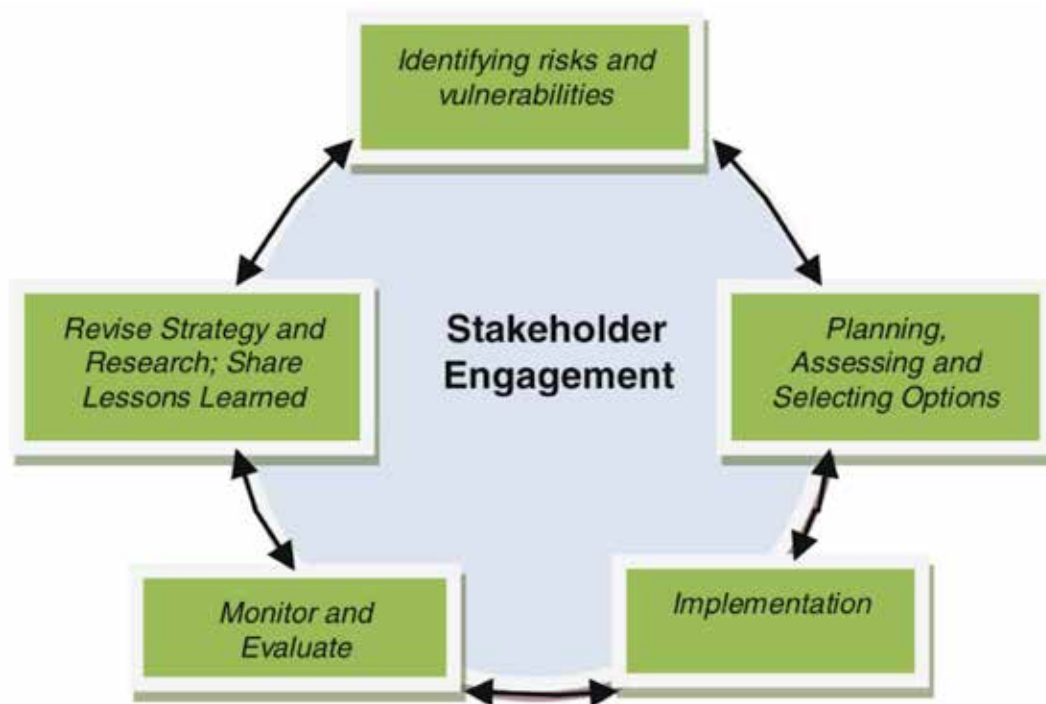 Identifying risks and
vulnerabilities
Revise Strategy and
Research; Share
Lessons Learned
Stakeholder
Engagement
Planning,
Assessing and
Selecting Options
Monitor and
Evaluate
Implementation